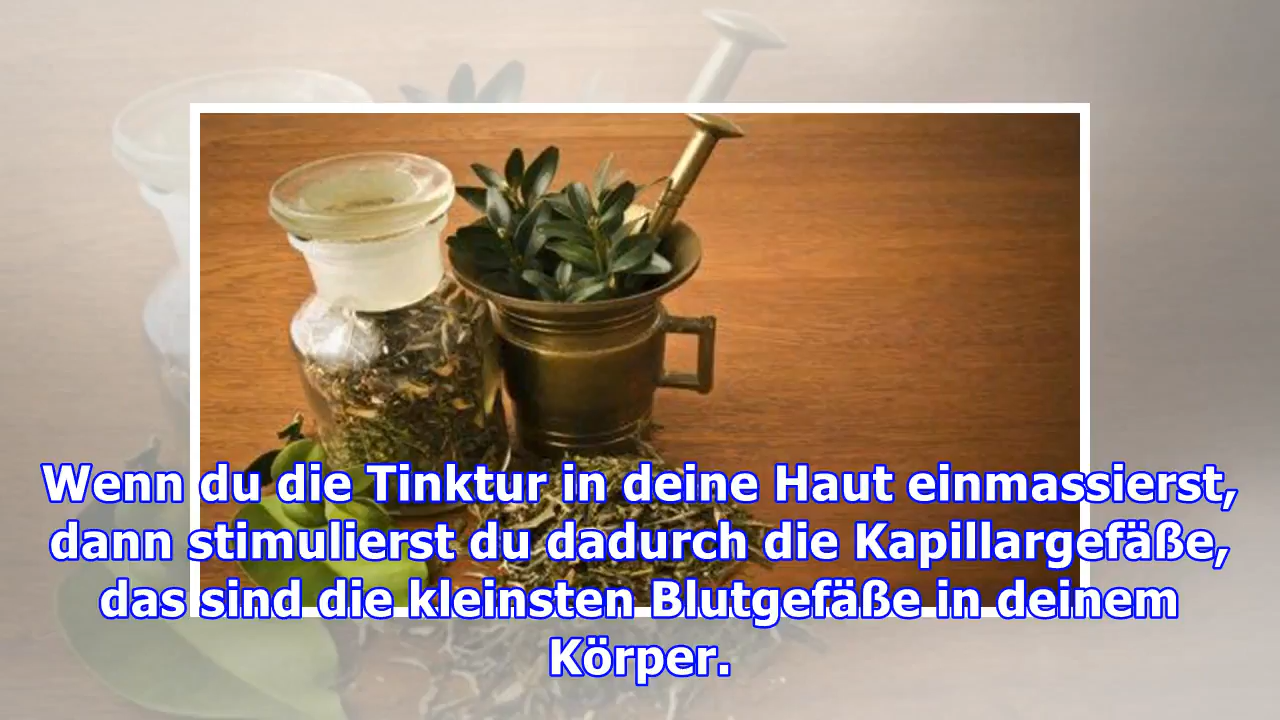 Wenn du die Tinktur in deine Haut einmassierst,
dann stimulierst du dadurch die Kapillargefäße,
das sind die kleinsten Blutgefäße in deinem
Körper.